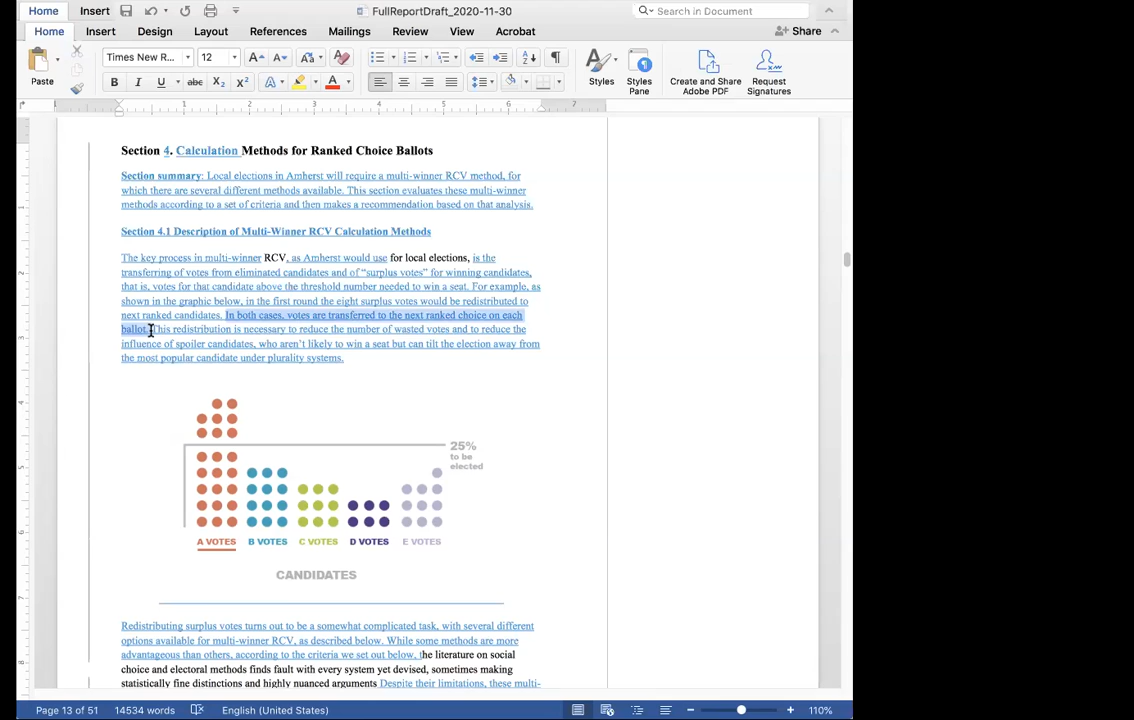 Home Insert FullReportDraft_2020-11-30 Search in Document
Home Insert Design Layout References Mailings Review View Acrobat Share
Paste Times New R... 12 Styles Styles Pane Create and Share Adobe PDF Request Signatures
B I U abc X2 X2 A A
1 2 3 4 5 6 7
Section 4. Calculation Methods for Ranked Choice Ballots
Section summary: Local elections in Amherst will require a multi-winner RCV method, for
which there are several different methods available. This section evaluates these multi-winner
methods according to a set of criteria and then makes a recommendation based on that analysis.
Section 4.1 Description of Multi-Winner RCV Calculation Methods
The key process in multi-winner RCV, as Amherst would use for local elections, is the
transferring of votes from eliminated candidates and of “surplus votes” for winning candidates,
that is, votes for that candidate above the threshold number needed to win a seat. For example, as
shown in the graphic below, in the first round the eight surplus votes would be redistributed to
next ranked candidates. In both cases, votes are transferred to the next ranked choice on each
ballot. This redistribution is necessary to reduce the number of wasted votes and to reduce the
influence of spoiler candidates, who aren’t likely to win a seat but can tilt the election away from
the most popular candidate under plurality systems.
25%
to be
elected
A VOTES B VOTES C VOTES D VOTES E VOTES
CANDIDATES
Redistributing surplus votes turns out to be a somewhat complicated task, with several different
options available for multi-winner RCV, as described below. While some methods are more
advantageous than others, according to the criteria we set out below, the literature on social
choice and electoral methods finds fault with every system yet devised, sometimes making
statistically fine distinctions and highly nuanced arguments Despite their limitations, these multi-
Page 13 of 51 14534 words English (United States) 110%